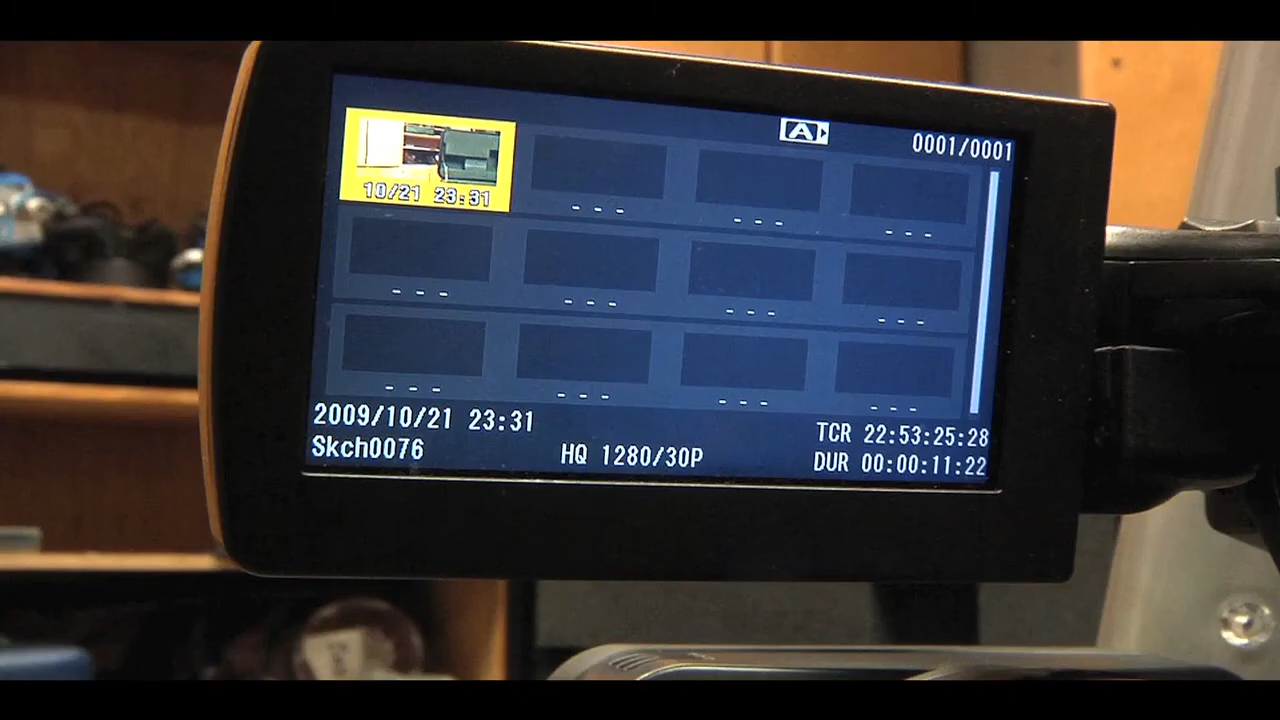 A
0001/0001
10/21 23:31
- - -
- - -
- - -
- - -
- - -
- - -
- - -
- - -
- - -
- - -
- - -
2009/10/21 23:31
TCR 22:53:25:28
Skch0076
HQ 1280/30P
DUR 00:00:11:22